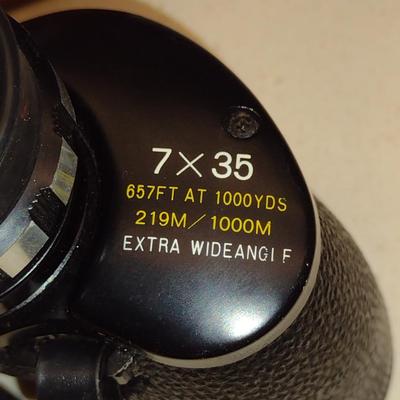 7×35
657FT AT 1000YDS
219M/1000M
EXTRA WIDEANGLE